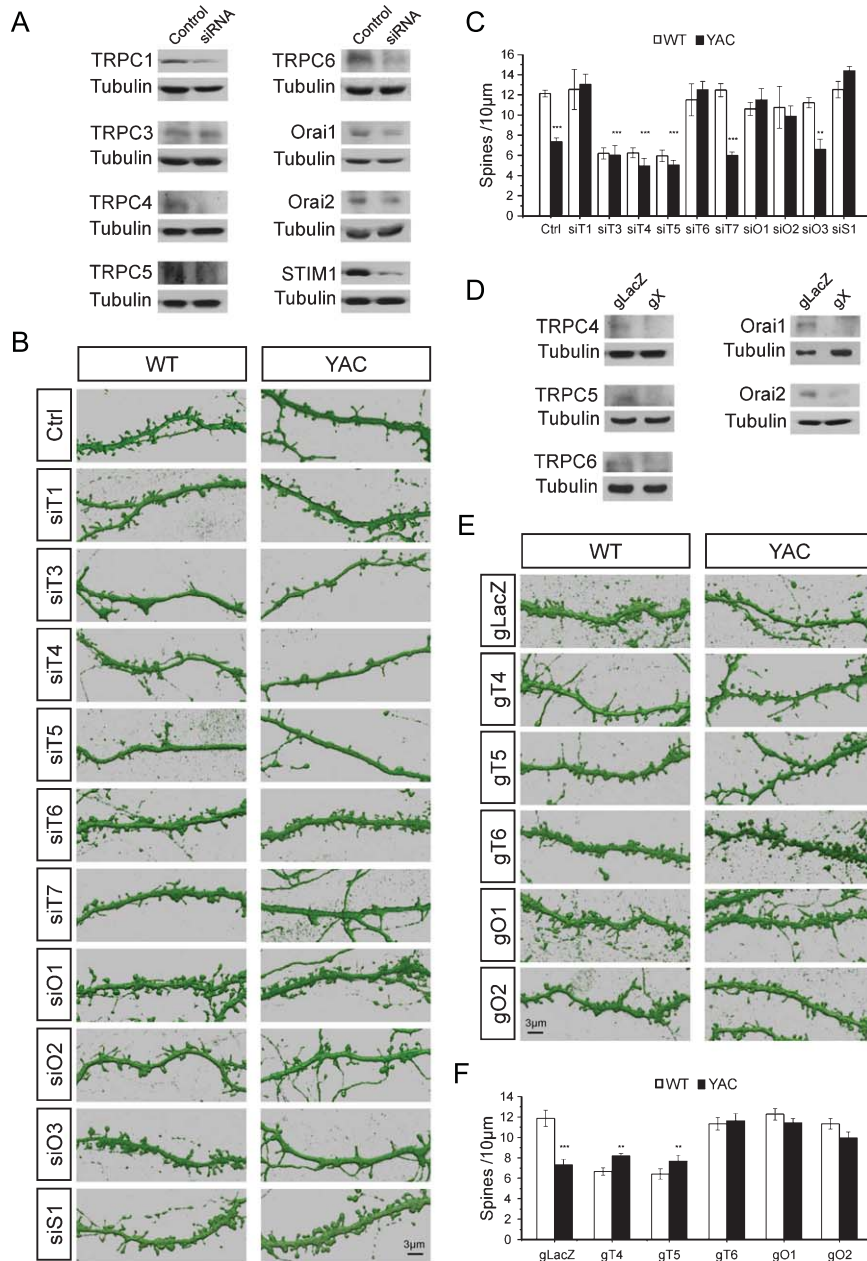 A
Control siRNA
TRPC1
Tubulin
TRPC3
Tubulin
TRPC4
Tubulin
TRPC5
Tubulin
TRPC6
Tubulin
Orai1
Tubulin
Orai2
Tubulin
STIM1
Tubulin
Control siRNA
B
WT YAC
Ctrl
siT1
siT3
siT4
siT5
siT6
siT7
siO1
siO2
siO3
siS1
3μm
C
WT YAC
Spines /10μm
16
14
12
10
8
6
4
2
0
*** *** *** *** *** **
Ctrl siT1 siT3 siT4 siT5 siT6 siT7 siO1 siO2 siO3 siS1
D
gLacZ gX
TRPC4
Tubulin
TRPC5
Tubulin
TRPC6
Tubulin
gLacZ gX
Orai1
Tubulin
Orai2
Tubulin
E
WT YAC
gLacZ
gT4
gT5
gT6
gO1
gO2
3μm
F
WT YAC
Spines /10μm
14
12
10
8
6
4
2
0
*** ** **
gLacZ gT4 gT5 gT6 gO1 gO2